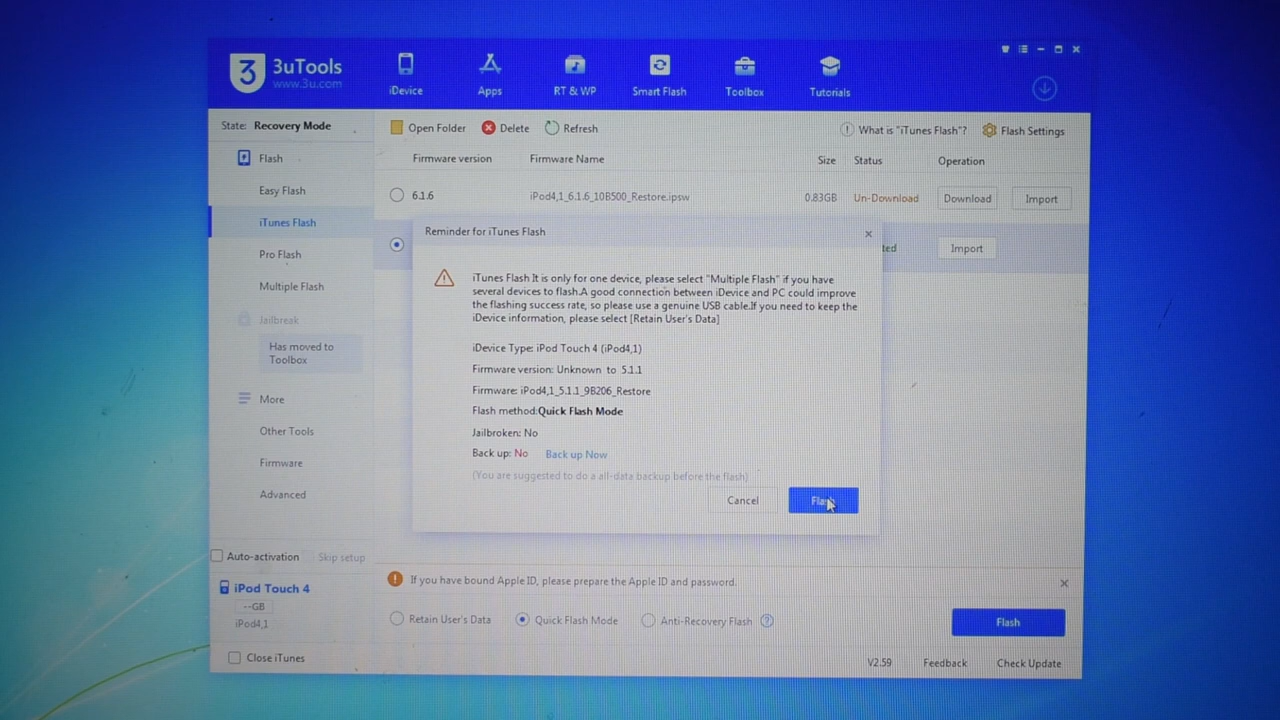 3 3uTools
www.3u.com
iDevice Apps RT & WP Smart Flash Toolbox Tutorials
State: Recovery Mode
Open Folder Delete Refresh
What is "iTunes Flash"? Flash Settings
Firmware version Firmware Name Size Status Operation
6.1.6 iPod4,1_6.1.6_10B500_Restore.ipsw 0.83GB Un-Download Download Import
ted Import
Flash
Easy Flash
iTunes Flash
Pro Flash
Multiple Flash
Jailbreak
Has moved to
Toolbox
More
Other Tools
Firmware
Advanced
Reminder for iTunes Flash
iTunes Flash It is only for one device, please select "Multiple Flash" if you have
several devices to flash.A good connection between iDevice and PC could improve
the flashing success rate, so please use a genuine USB cable.If you need to keep the
iDevice information, please select [Retain User's Data]
iDevice Type: iPod Touch 4 (iPod4,1)
Firmware version: Unknown to 5.1.1
Firmware: iPod4,1_5.1.1_9B206_Restore
Flash method:Quick Flash Mode
Jailbroken: No
Back up: No Back up Now
(You are suggested to do a all-data backup before the flash)
Cancel Flash
Auto-activation Skip setup
iPod Touch 4
--GB
iPod4,1
Close iTunes
If you have bound Apple ID, please prepare the Apple ID and password.
Retain User's Data Quick Flash Mode Anti-Recovery Flash ?
Flash
V2.59 Feedback Check Update